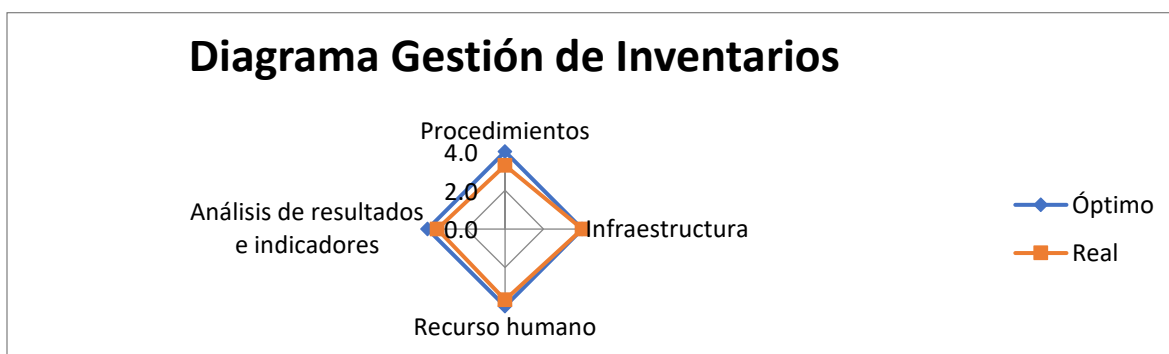 Diagrama Gestión de Inventarios
Procedimientos
4.0
2.0
0.0
Análisis de resultados
e indicadores
Infraestructura
Recurso humano
Óptimo
Real